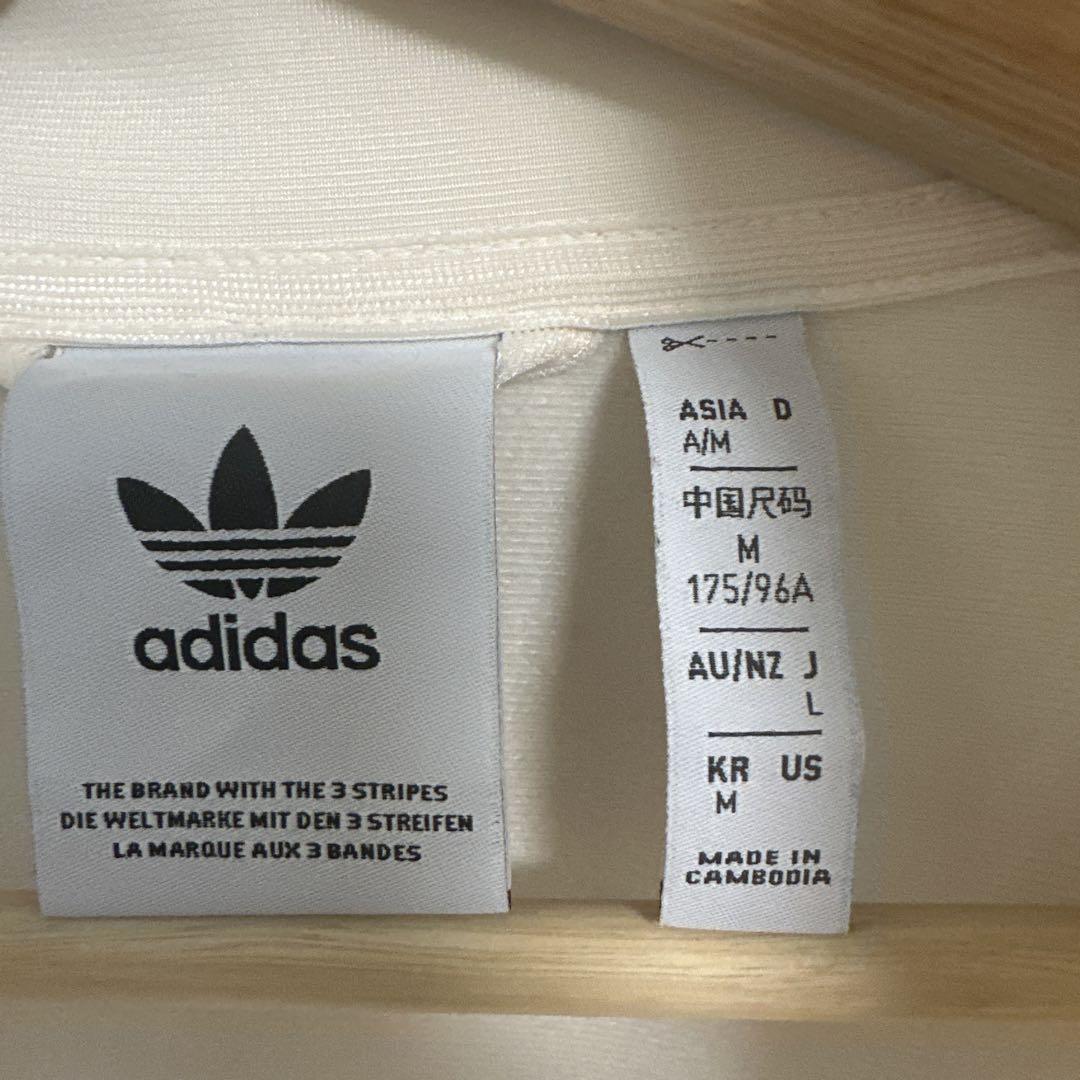 adidas
THE BRAND WITH THE 3 STRIPES
DIE WELTMARKE MIT DEN 3 STREIFEN
LA MARQUE AUX 3 BANDES
ASIA D
A/M
中国尺码
M
175/96A
AU/NZ J
L
KR US
M
MADE IN
CAMBODIA